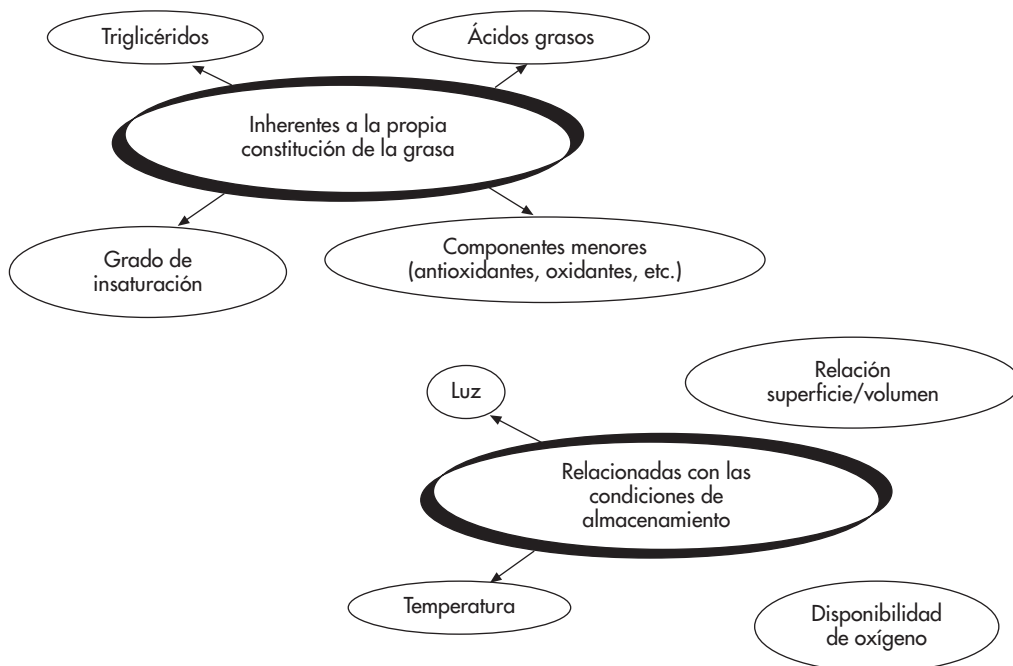 Triglicéridos
Ácidos grasos
Inherentes a la propia
constitución de la grasa
Grado de
insaturación
Componentes menores
(antioxidantes, oxidantes, etc.)
Luz
Relación
superficie/volumen
Relacionadas con las
condiciones de
almacenamiento
Temperatura
Disponibilidad
de oxígeno